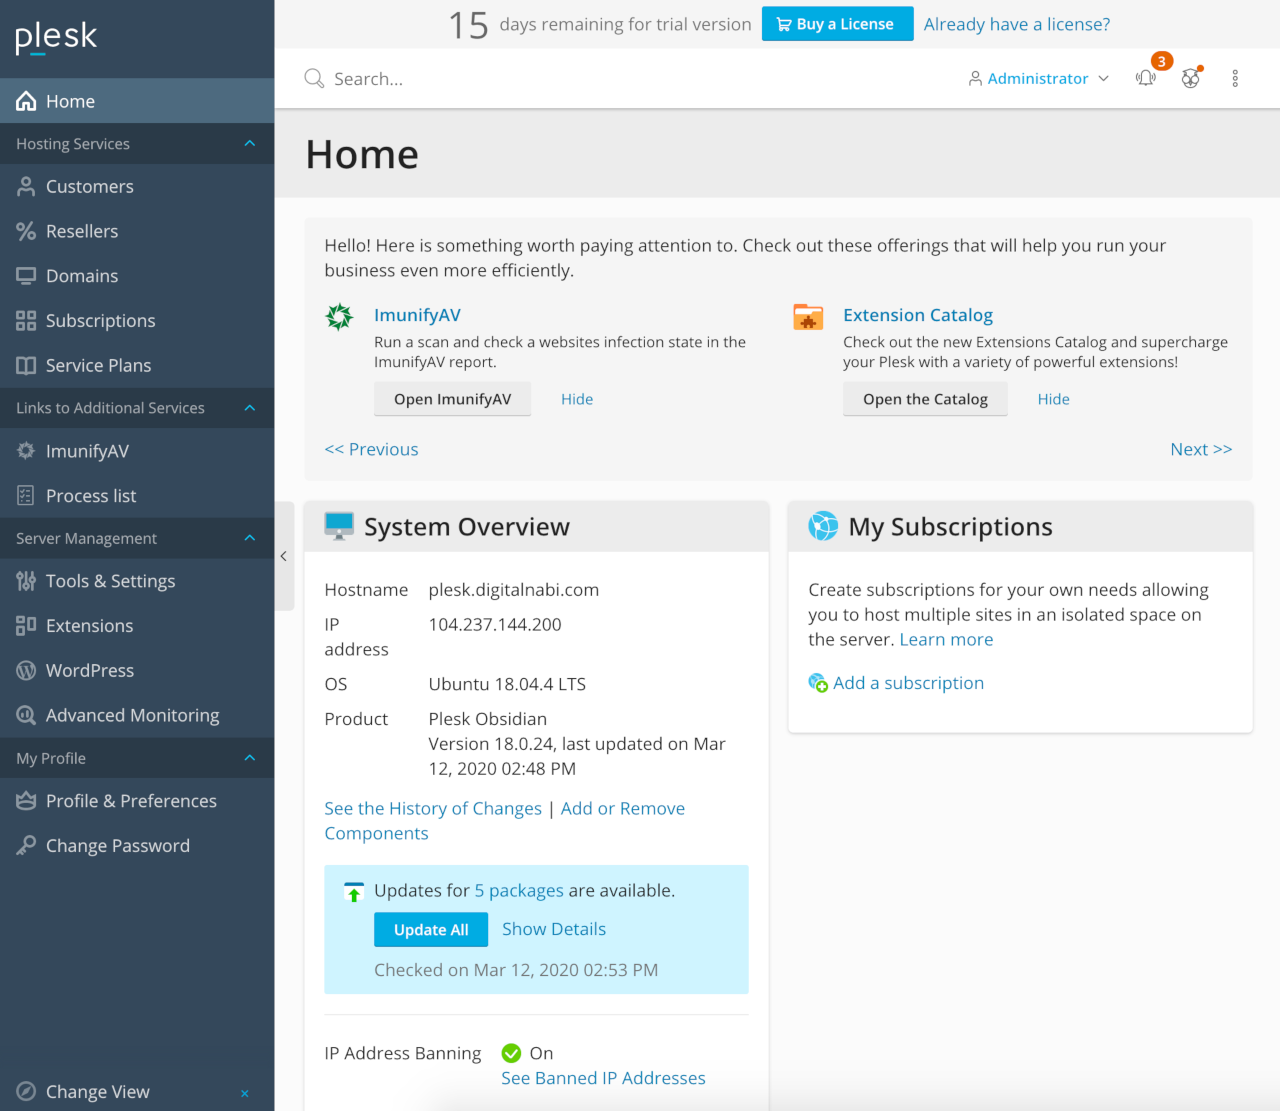 plesk
Home
Hosting Services
Customers
Resellers
Domains
Subscriptions
Service Plans
Links to Additional Services
ImunifyAV
Process list
Server Management
Tools & Settings
Extensions
WordPress
Advanced Monitoring
My Profile
Profile & Preferences
Change Password
Change View
15 days remaining for trial version Buy a License Already have a license?
Search... Administrator 3
Home
Hello! Here is something worth paying attention to. Check out these offerings that will help you run your
business even more efficiently.
ImunifyAV
Run a scan and check a websites infection state in the
ImunifyAV report.
Open ImunifyAV Hide
Extension Catalog
Check out the new Extensions Catalog and supercharge
your Plesk with a variety of powerful extensions!
Open the Catalog Hide
<< Previous Next >>
System Overview
Hostname plesk.digitalnabi.com
IP address 104.237.144.200
OS Ubuntu 18.04.4 LTS
Product Plesk Obsidian
Version 18.0.24, last updated on Mar
12, 2020 02:48 PM
See the History of Changes | Add or Remove
Components
Updates for 5 packages are available.
Update All Show Details
Checked on Mar 12, 2020 02:53 PM
IP Address Banning On
See Banned IP Addresses
My Subscriptions
Create subscriptions for your own needs allowing
you to host multiple sites in an isolated space on
the server. Learn more
Add a subscription